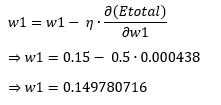 w1 = w1 − η · ∂(Etotal)/∂w1
⇒ w1 = 0.15 − 0.5 · 0.000438
⇒ w1 = 0.149780716